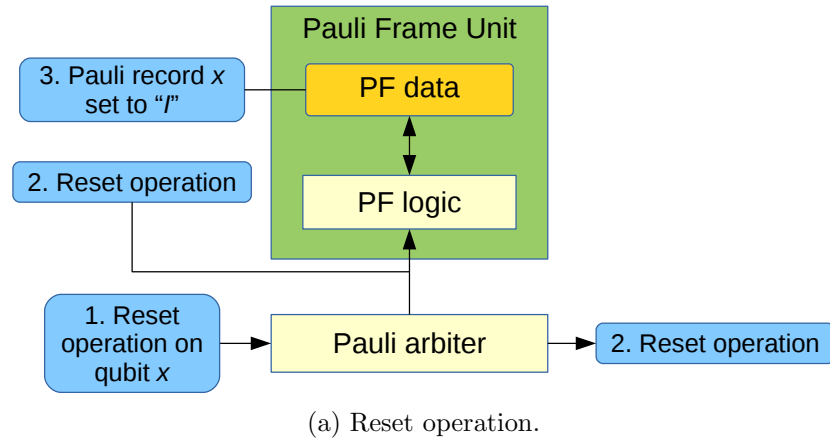 Pauli Frame Unit
3. Pauli record x
set to “I”
PF data
2. Reset operation
PF logic
1. Reset
operation on
qubit x
Pauli arbiter
2. Reset operation
(a) Reset operation.